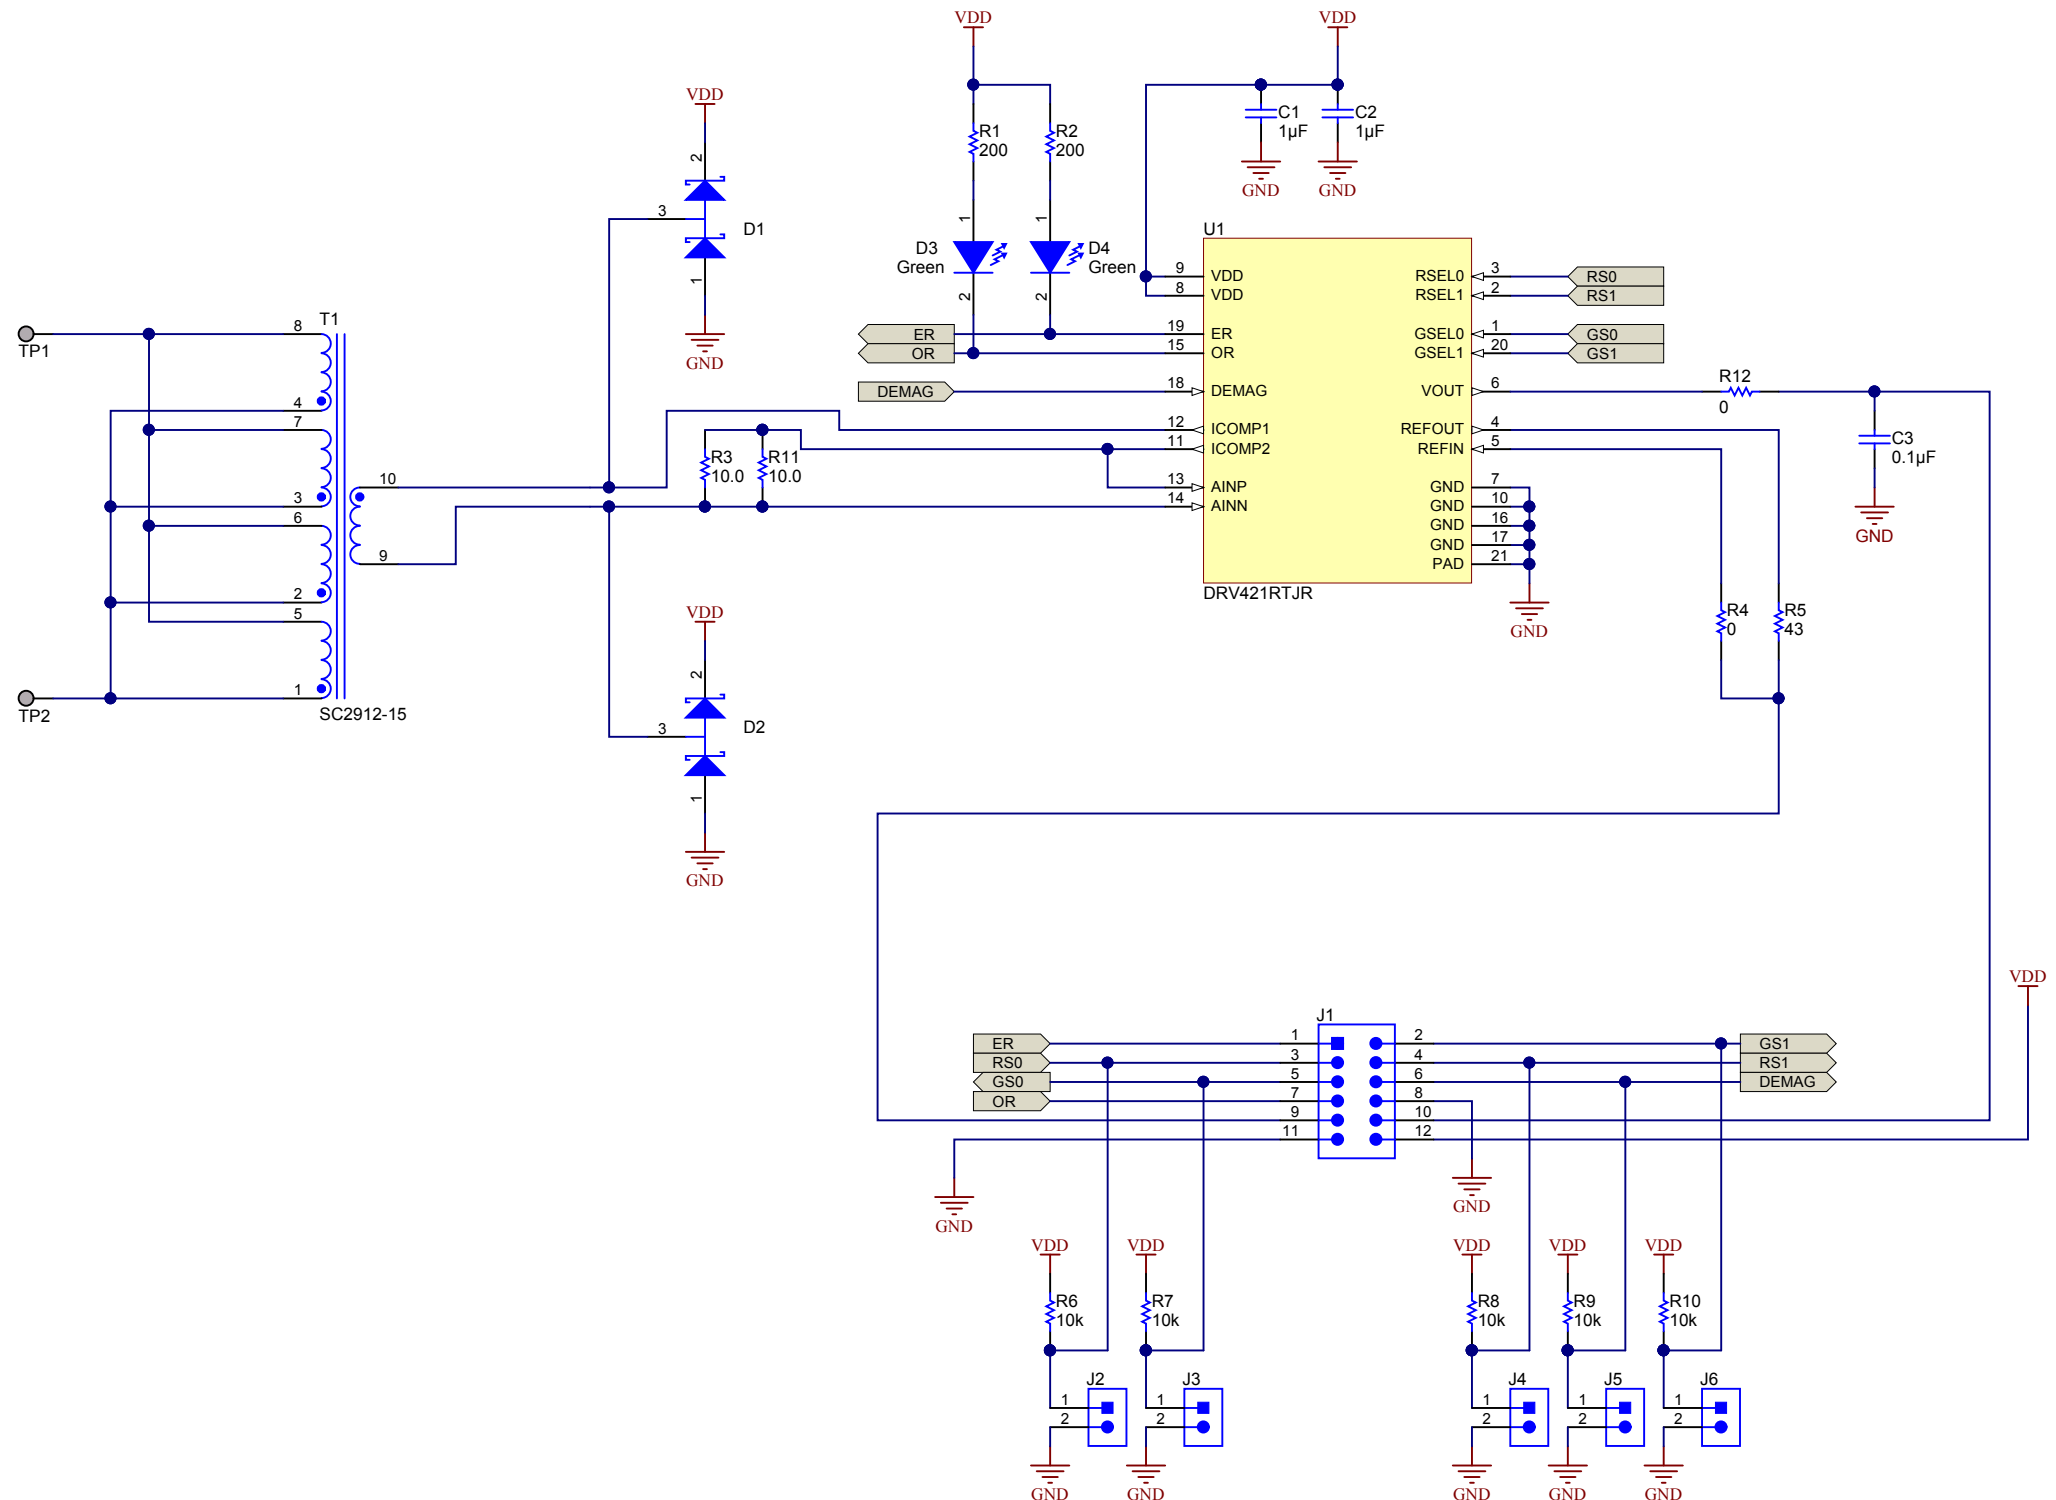 VDD
VDD
VDD
R1
200
R2
200
C1
1µF
C2
1µF
GND
GND
2
3
D1
1
GND
1
1
D3
Green
D4
Green
2
2
U1
9 VDD
8 VDD
19 ER
15 OR
18 DEMAG
12 ICOMP1
11 ICOMP2
13 AINP
14 AINN
RSEL0 3
RSEL1 2
GSEL0 1
GSEL1 20
VOUT 6
REFOUT 4
REFIN 5
GND 7
GND 10
GND 16
GND 17
PAD 21
DRV421RTJR
GND
RS0
RS1
GS0
GS1
ER
OR
DEMAG
R12
0
C3
0.1µF
GND
R4
0
R5
43
T1
TP1
8
4
7
3
6
2
5
1
10
9
TP2
SC2912-15
R3
10.0
R11
10.0
VDD
2
3
D2
1
GND
VDD
J1
ER
RS0
GS0
OR
1
3
5
7
9
11
2
4
6
8
10
12
GS1
RS1
DEMAG
GND
GND
VDD
VDD
VDD
VDD
VDD
R6
10k
R7
10k
R8
10k
R9
10k
R10
10k
J2
1
2
J3
1
2
J4
1
2
J5
1
2
J6
1
2
GND
GND
GND
GND
GND